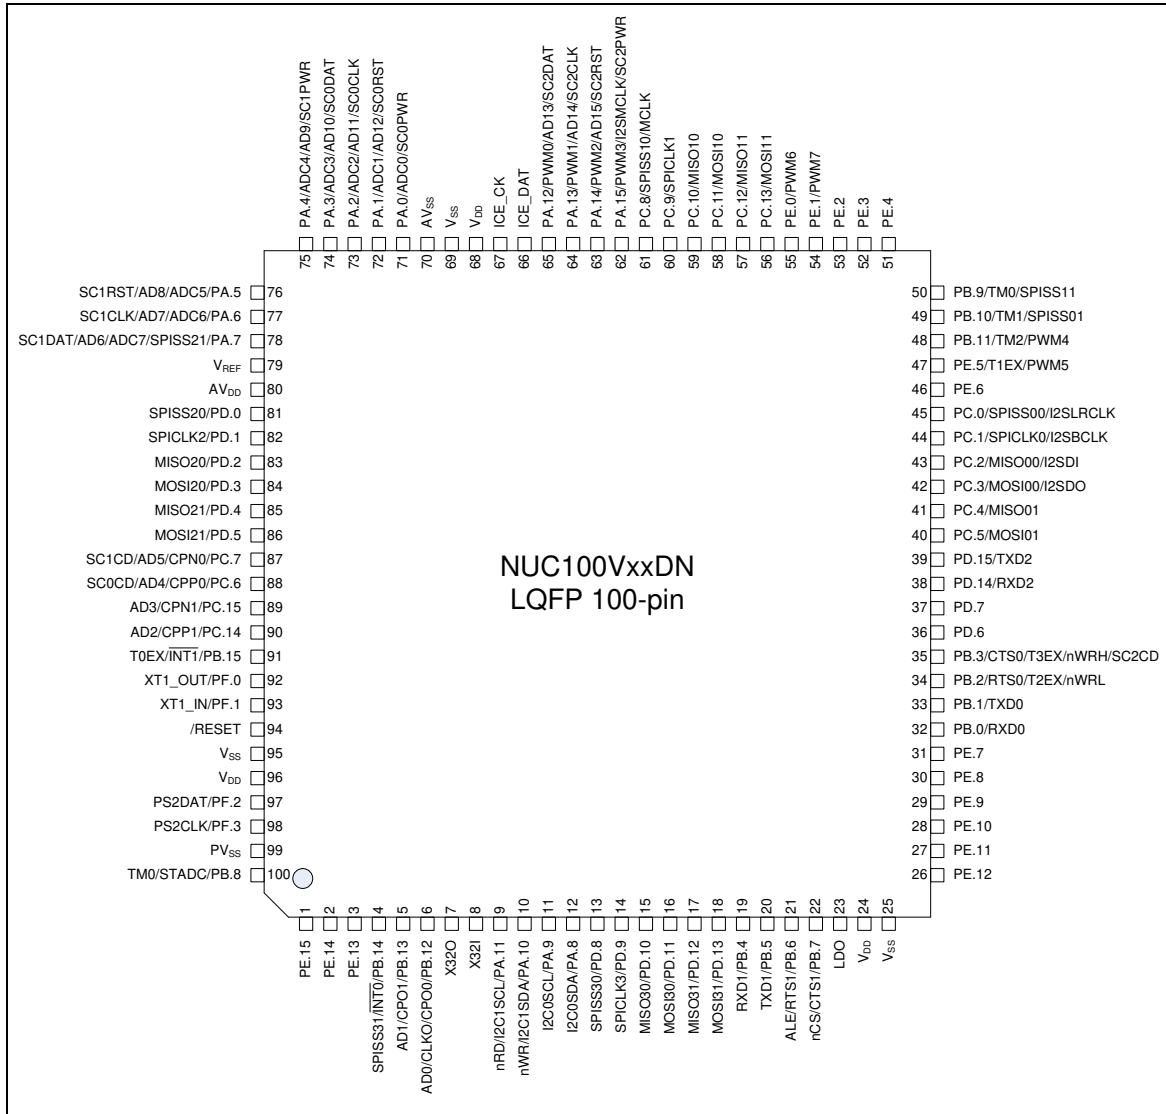 PA.4/ADC4/AD9/SC1PWR
PA.3/ADC3/AD10/SC0DAT
PA.2/ADC2/AD11/SC0CLK
PA.1/ADC1/AD12/SC0RST
PA.0/ADC0/SC0PWR
AVSS
VSS
VDD
ICE_CK
ICE_DAT
PA.12/PWM0/AD13/SC2DAT
PA.13/PWM1/AD14/SC2CLK
PA.14/PWM2/AD15/SC2RST
PA.15/PWM3/I2SMCLK/SC2PWR
PC.8/SPISS10/MCLK
PC.9/SPICLK1
PC.10/MISO10
PC.11/MOSI10
PC.12/MISO11
PC.13/MOSI11
PE.0/PWM6
PE.1/PWM7
PE.2
PE.3
PE.4
75 74 73 72 71 70 69 68 67 66 65 64 63 62 61 60 59 58 57 56 55 54 53 52 51
SC1RST/AD8/ADC5/PA.5 76
SC1CLK/AD7/ADC6/PA.6 77
SC1DAT/AD6/ADC7/SPISS21/PA.7 78
VREF 79
AVDD 80
SPISS20/PD.0 81
SPICLK2/PD.1 82
MISO20/PD.2 83
MOSI20/PD.3 84
MISO21/PD.4 85
MOSI21/PD.5 86
SC1CD/AD5/CPN0/PC.7 87
SC0CD/AD4/CPP0/PC.6 88
AD3/CPN1/PC.15 89
AD2/CPP1/PC.14 90
T0EX/INT1/PB.15 91
XT1_OUT/PF.0 92
XT1_IN/PF.1 93
/RESET 94
VSS 95
VDD 96
PS2DAT/PF.2 97
PS2CLK/PF.3 98
PVSS 99
TM0/STADC/PB.8 100
NUC100VxxDN
LQFP 100-pin
50 PB.9/TM0/SPISS11
49 PB.10/TM1/SPISS01
48 PB.11/TM2/PWM4
47 PE.5/T1EX/PWM5
46 PE.6
45 PC.0/SPISS00/I2SLRCLK
44 PC.1/SPICLK0/I2SBCLK
43 PC.2/MISO00/I2SDI
42 PC.3/MOSI00/I2SDO
41 PC.4/MISO01
40 PC.5/MOSI01
39 PD.15/TXD2
38 PD.14/RXD2
37 PD.7
36 PD.6
35 PB.3/CTS0/T3EX/nWRH/SC2CD
34 PB.2/RTS0/T2EX/nWRL
33 PB.1/TXD0
32 PB.0/RXD0
31 PE.7
30 PE.8
29 PE.9
28 PE.10
27 PE.11
26 PE.12
1 2 3 4 5 6 7 8 9 10 11 12 13 14 15 16 17 18 19 20 21 22 23 24 25
PE.15
PE.14
PE.13
SPISS31/INT0/PB.14
AD1/CPO1/PB.13
AD0/CLKO/CPO0/PB.12
X32O
X32I
nRD/I2C1SCL/PA.11
nWR/I2C1SDA/PA.10
I2C0SCL/PA.9
I2C0SDA/PA.8
SPISS30/PD.8
SPICLK3/PD.9
MISO30/PD.10
MOSI30/PD.11
MISO31/PD.12
MOSI31/PD.13
RXD1/PB.4
TXD1/PB.5
ALE/RTS1/PB.6
nCS/CTS1/PB.7
LDO
VDD
VSS